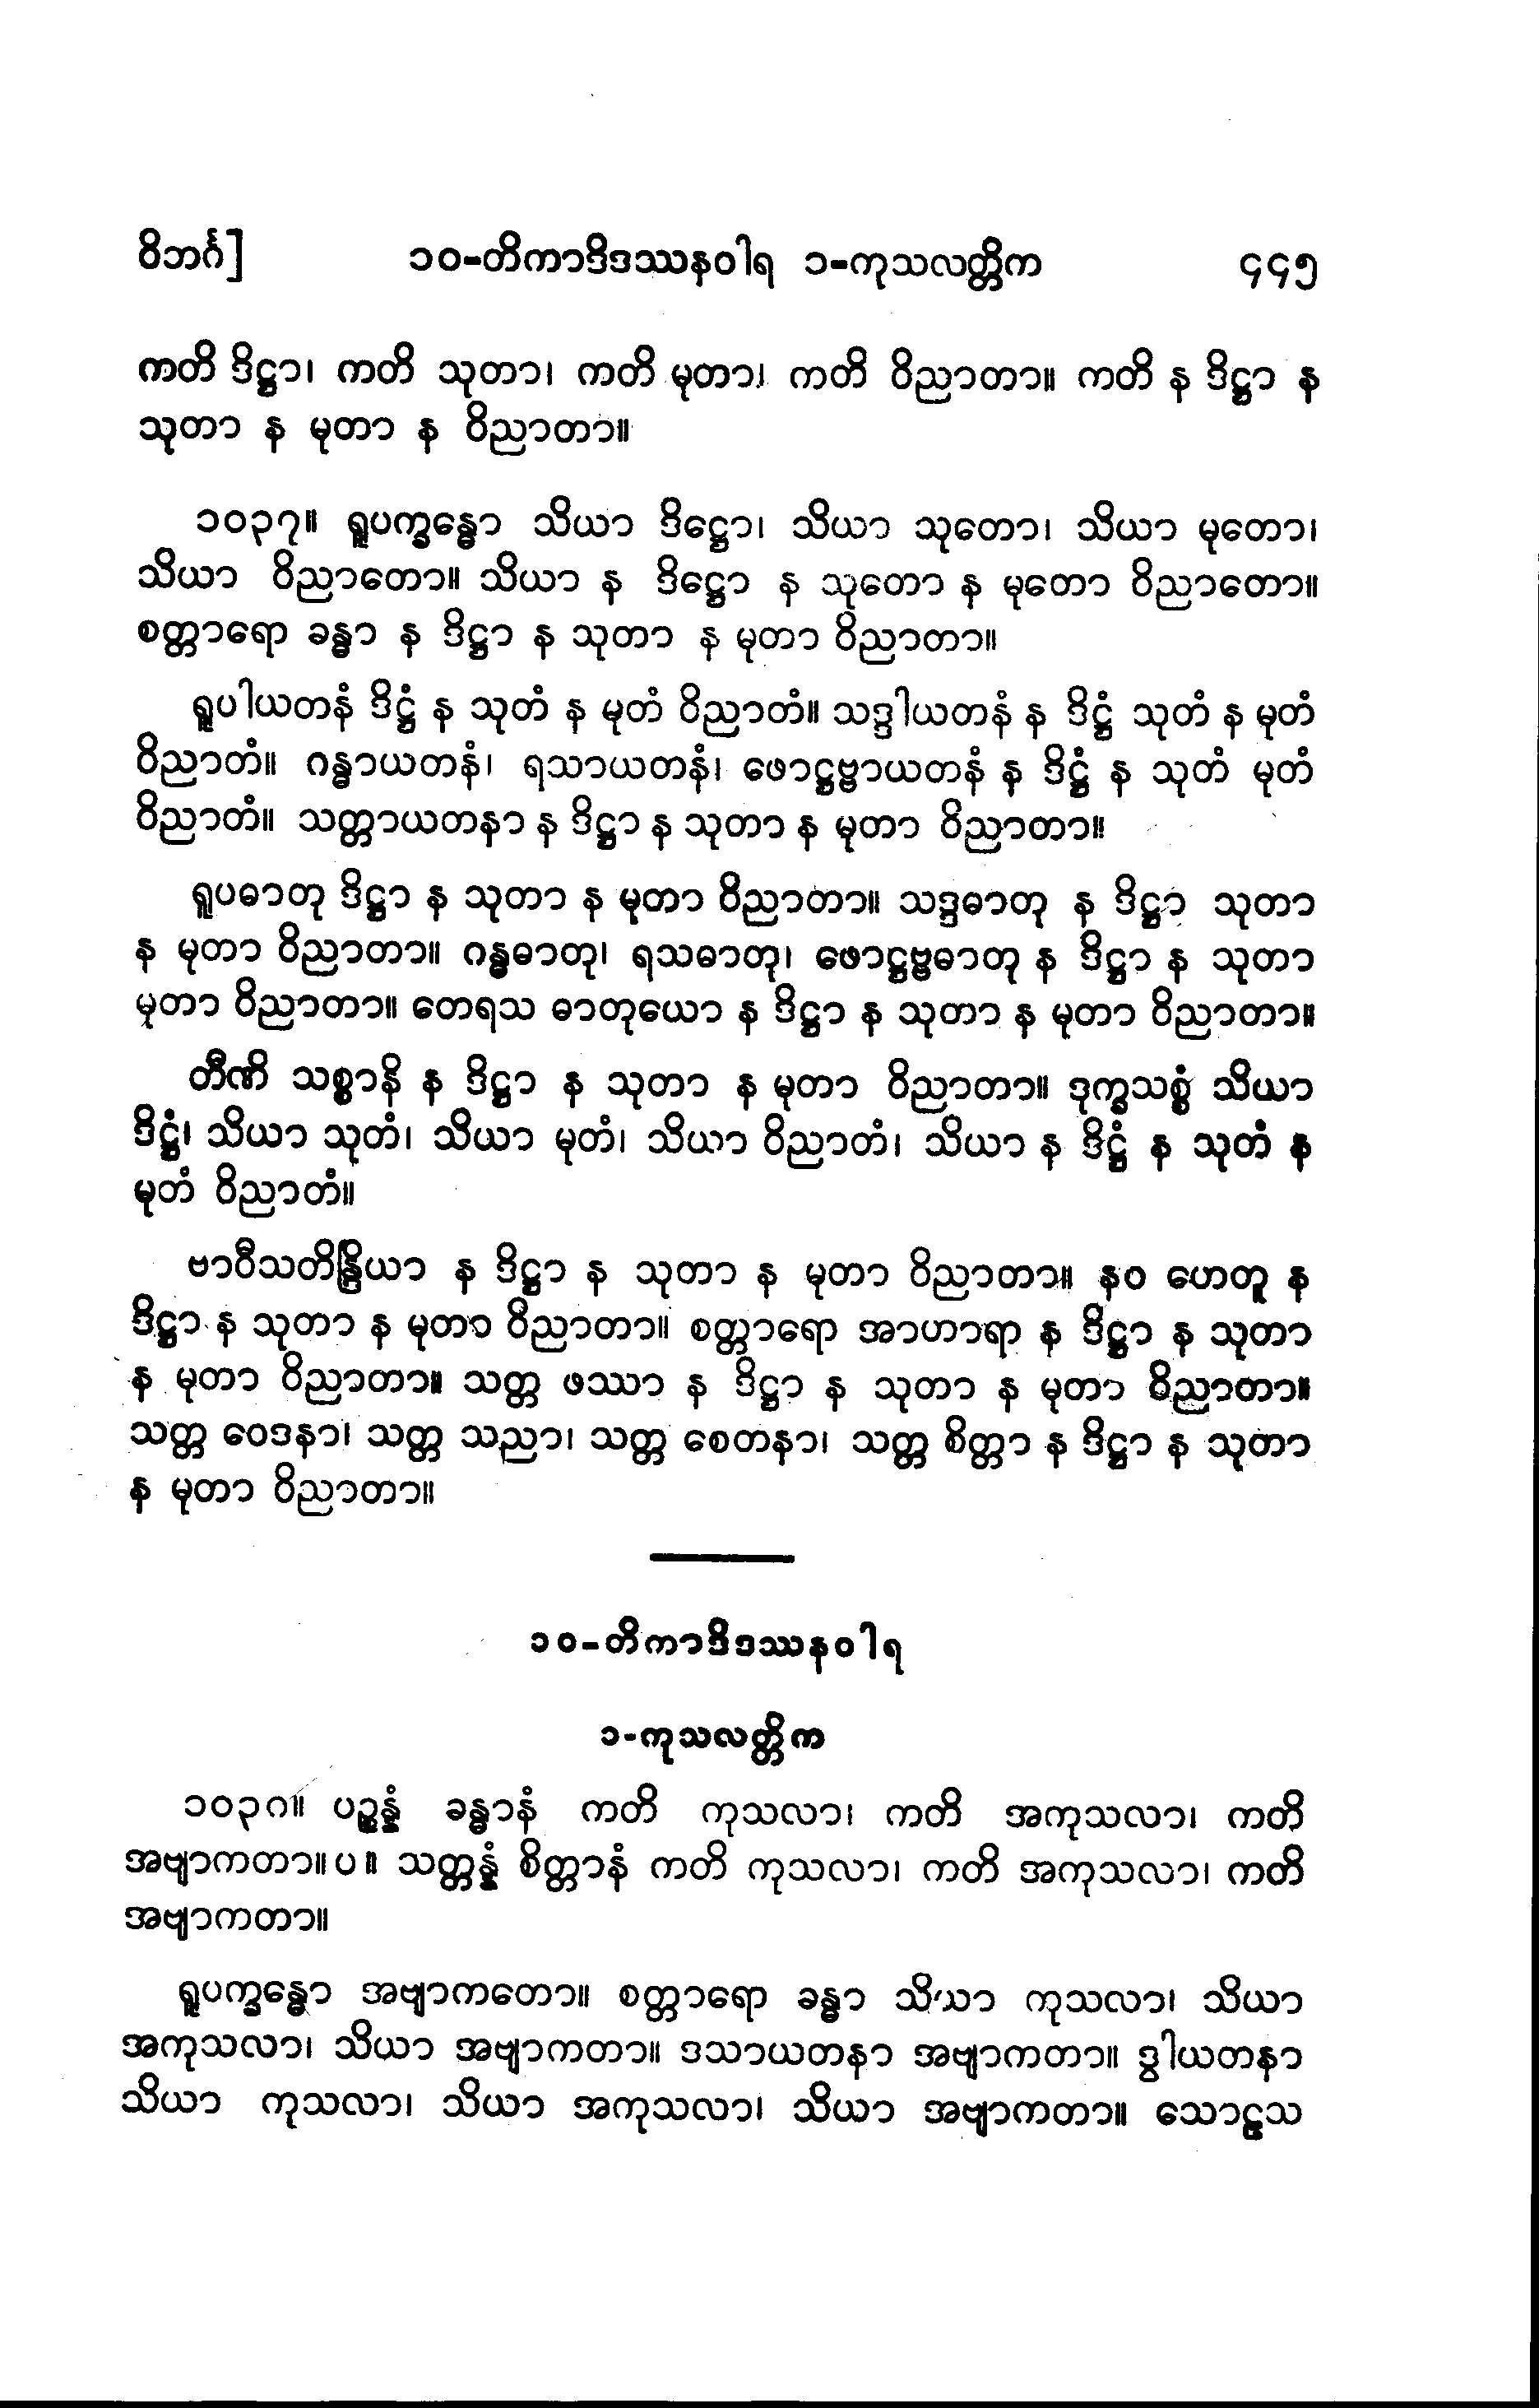 ဝိဘင်္ဂ] ၁၀-တိကာဒိဒဿနဝါရ ၁-ကုသလတ္တိက ၄၄၅
ကတိ ဒိဋ္ဌာ၊ ကတိ သုတာ၊ ကတိ မုတာ၊ ကတိ ဝိညာတာ။ ကတိ န ဒိဋ္ဌာ န
သုတာ န မုတာ န ဝိညာတာ။
၁၀၃၇။ ရူပက္ခန္ဓော သိယာ ဒိဋ္ဌော၊ သိယာ သုတော၊ သိယာ မုတော၊
သိယာ ဝိညာတော။ သိယာ န ဒိဋ္ဌော န သုတော န မုတော ဝိညာတော။
စတ္တာရော ခန္ဓာ န ဒိဋ္ဌာ န သုတာ န မုတာ ဝိညာတာ။
ရူပါယတနံ ဒိဋ္ဌံ န သုတံ န မုတံ ဝိညာတံ။ သဒ္ဒါယတနံ န ဒိဋ္ဌံ သုတံ န မုတံ
ဝိညာတံ။ ဂန္ဓာယတနံ၊ ရသာယတနံ၊ ဖောဋ္ဌဗ္ဗာယတနံ န ဒိဋ္ဌံ န သုတံ မုတံ
ဝိညာတံ။ သတ္တာယတနာ န ဒိဋ္ဌာ န သုတာ န မုတာ ဝိညာတာ။
ရူပဓာတု ဒိဋ္ဌာ န သုတာ န မုတာ ဝိညာတာ။ သဒ္ဒဓာတု န ဒိဋ္ဌာ သုတာ
န မုတာ ဝိညာတာ။ ဂန္ဓဓာတု၊ ရသဓာတု၊ ဖောဋ္ဌဗ္ဗဓာတု န ဒိဋ္ဌာ န သုတာ
မုတာ ဝိညာတာ။ တေရသ ဓာတုယော န ဒိဋ္ဌာ န သုတာ န မုတာ ဝိညာတာ။
တီဏိ သစ္စာနိ န ဒိဋ္ဌာ န သုတာ န မုတာ ဝိညာတာ။ ဒုက္ခသစ္စံ သိယာ
ဒိဋ္ဌံ၊ သိယာ သုတံ၊ သိယာ မုတံ၊ သိယာ ဝိညာတံ၊ သိယာ န ဒိဋ္ဌံ န သုတံ န
မုတံ ဝိညာတံ။
ဗာဝီသတိန္ဒြိယာ န ဒိဋ္ဌာ န သုတာ န မုတာ ဝိညာတာ။ နဝ ဟေတူ န
ဒိဋ္ဌာ န သုတာ န မုတာ ဝိညာတာ။ စတ္တာရော အာဟာရာ န ဒိဋ္ဌာ န သုတာ
န မုတာ ဝိညာတာ။ သတ္တ ဖဿာ န ဒိဋ္ဌာ န သုတာ န မုတာ ဝိညာတာ။
သတ္တ ဝေဒနာ၊ သတ္တ သညာ၊ သတ္တ စေတနာ၊ သတ္တ စိတ္တာ န ဒိဋ္ဌာ န သုတာ
န မုတာ ဝိညာတာ။
၁၀-တိကာဒိဒဿနဝါရ
၁-ကုသလတ္တိက
၁၀၃၈။ ပဉ္စန္နံ ခန္ဓာနံ ကတိ ကုသလာ၊ ကတိ အကုသလာ၊ ကတိ
အဗျာကတာ။ပ။ သတ္တန္နံ စိတ္တာနံ ကတိ ကုသလာ၊ ကတိ အကုသလာ၊ ကတိ
အဗျာကတာ။
ရူပက္ခန္ဓော အဗျာကတော။ စတ္တာရော ခန္ဓာ သိယာ ကုသလာ၊ သိယာ
အကုသလာ၊ သိယာ အဗျာကတာ။ ဒသာယတနာ အဗျာကတာ။ ဒွါယတနာ
သိယာ ကုသလာ၊ သိယာ အကုသလာ၊ သိယာ အဗျာကတာ။ သောဠသ